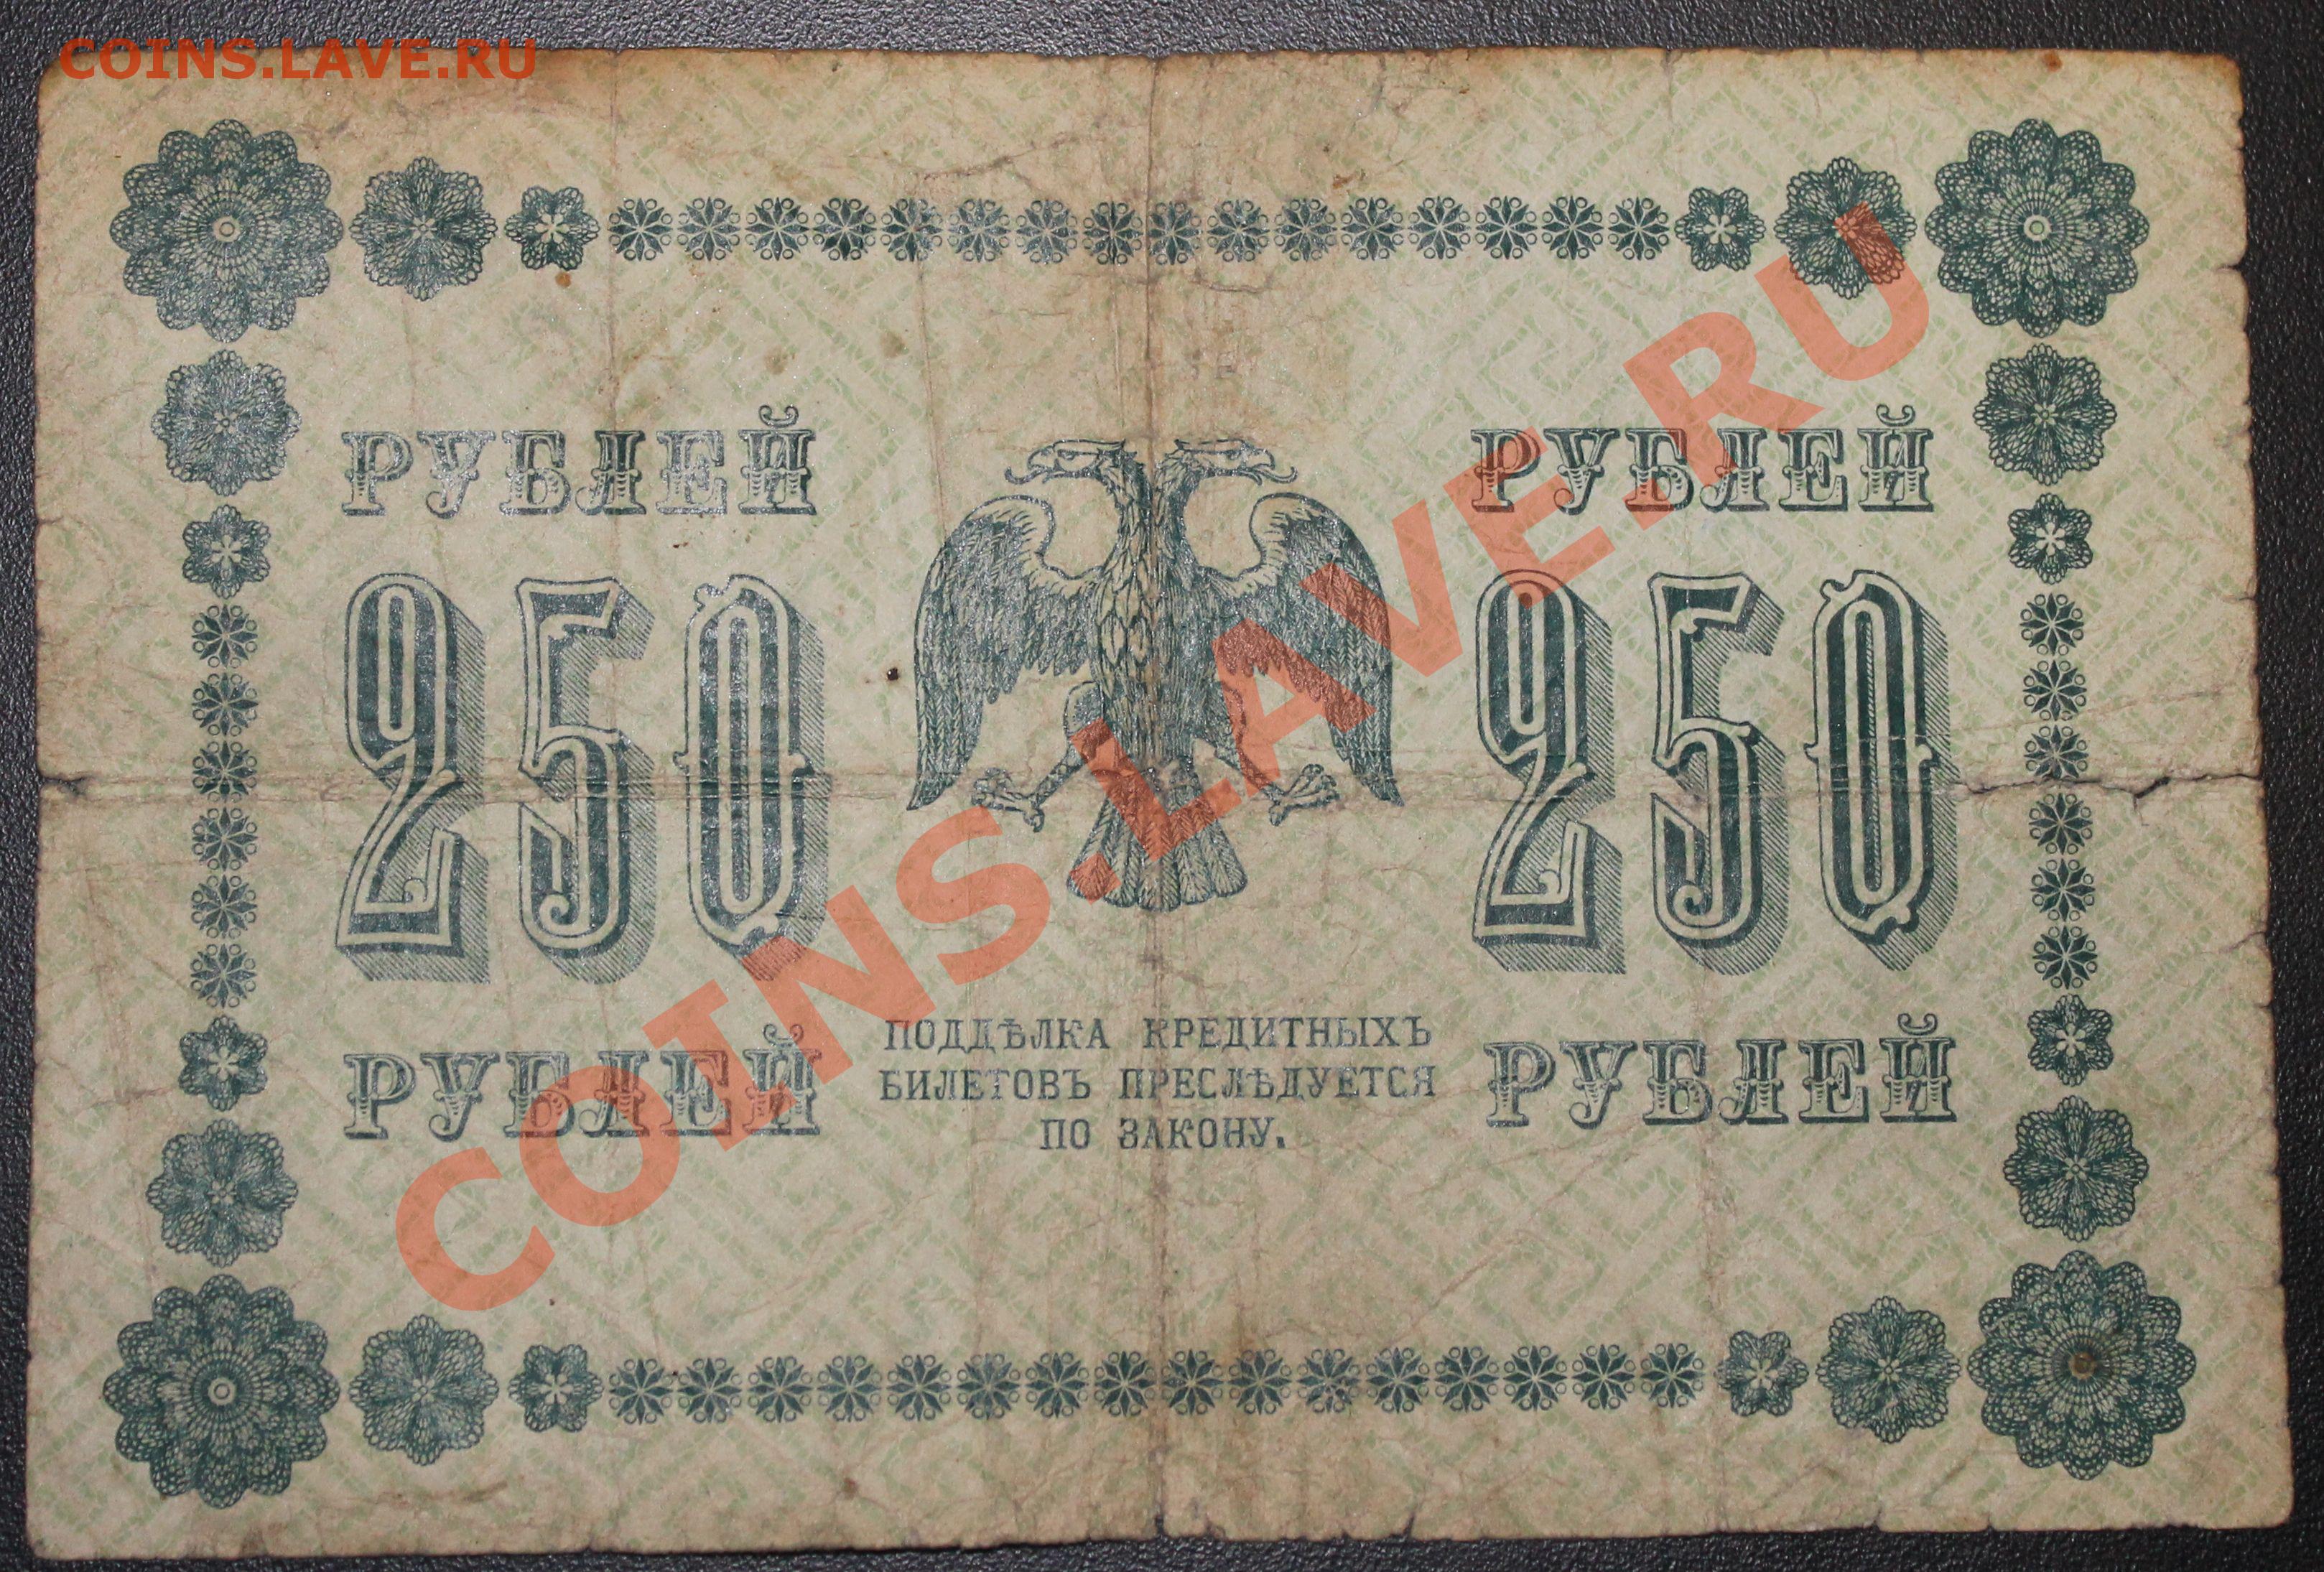 COINS.LAVE.RU
РУБЛЕЙ
РУБЛЕЙ
250
250
РУБЛЕЙ
РУБЛЕЙ
ПОДДѢЛКА КРЕДИТНЫХЪ
БИЛЕТОВЪ ПРЕСЛѢДУЕТСЯ
ПО ЗАКОНУ.
COINS.LAVE.RU